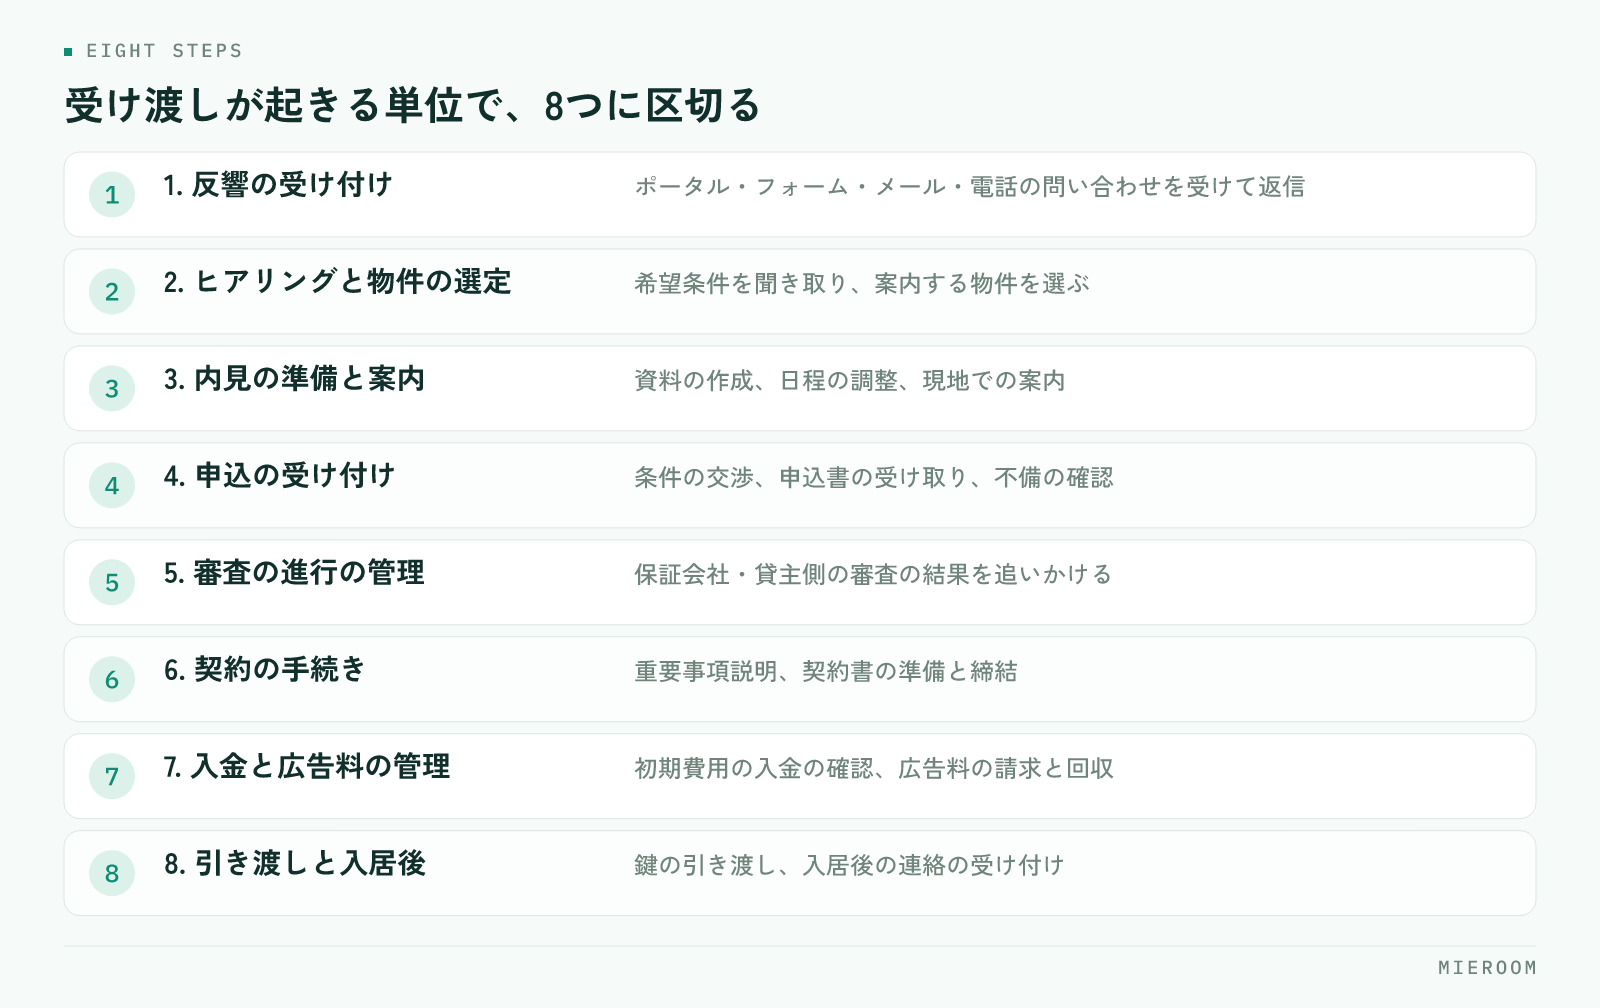 EIGHT STEPS
受け渡しが起きる単位で、8つに区切る
1
1. 反響の受け付け
ポータル・フォーム・メール・電話の問い合わせを受けて返信
2
2. ヒアリングと物件の選定
希望条件を聞き取り、案内する物件を選ぶ
3
3. 内見の準備と案内
資料の作成、日程の調整、現地での案内
4
4. 申込の受け付け
条件の交渉、申込書の受け取り、不備の確認
5
5. 審査の進行の管理
保証会社・貸主側の審査の結果を追いかける
6
6. 契約の手続き
重要事項説明、契約書の準備と締結
7
7. 入金と広告料の管理
初期費用の入金の確認、広告料の請求と回収
8
8. 引き渡しと入居後
鍵の引き渡し、入居後の連絡の受け付け
MIEROOM